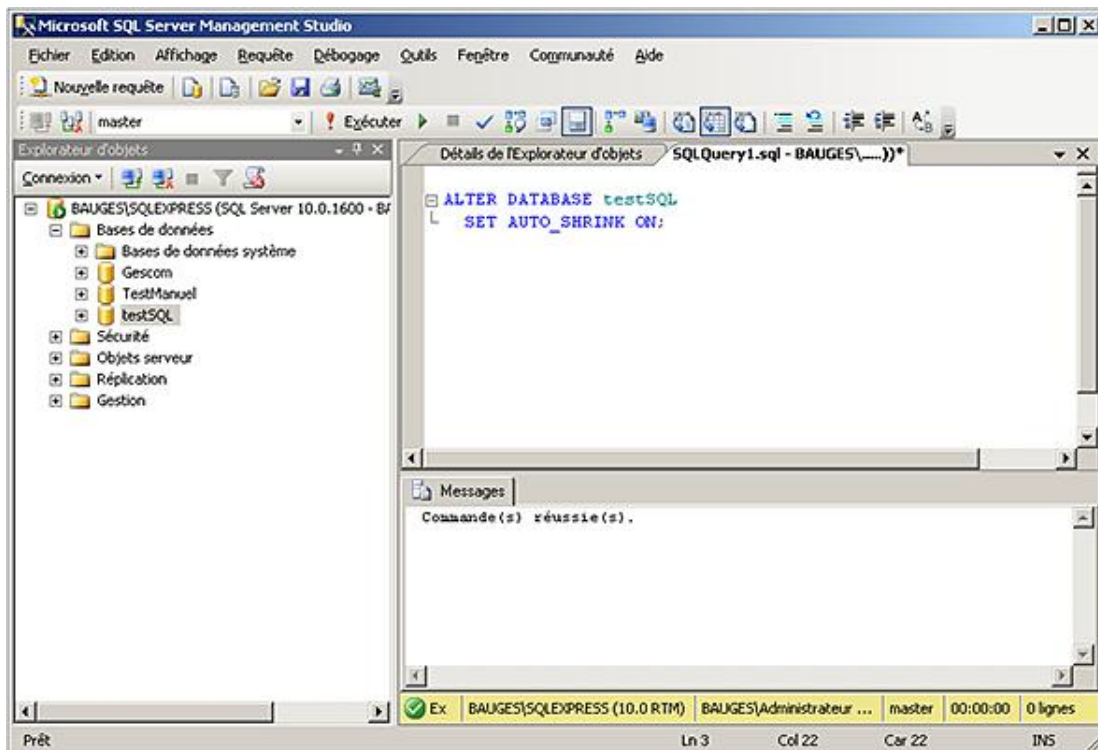 Microsoft SQL Server Management Studio
Fichier Edition Affichage Requête Débogage Outils Fenêtre Communauté Aide
Nouvelle requête
master Exécuter
Explorateur d'objets
Connexion
BAUGES\SQLEXPRESS (SQL Server 10.0.1600 - BA
Bases de données
Bases de données système
Gescom
TestManuel
testSQL
Sécurité
Objets serveur
Réplication
Gestion
Détails de l'Explorateur d'objets SQLQuery1.sql - BAUGES\.....))*
ALTER DATABASE testSQL
SET AUTO_SHRINK ON;
Messages
Commande(s) réussie(s).
Ex BAUGES\SQLEXPRESS (10.0 RTM) BAUGES\Administrateur ... master 00:00:00 0 lignes
Prêt Ln 3 Col 22 Car 22 INS